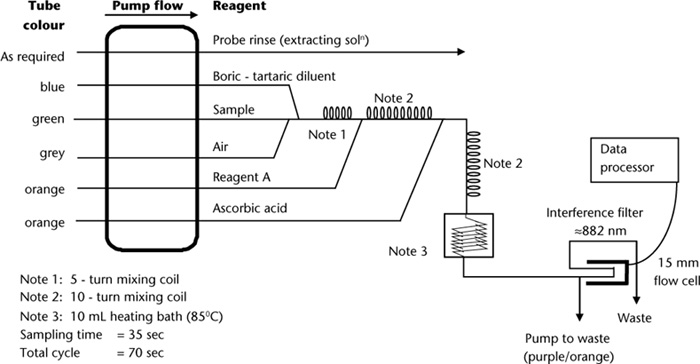 Tube colour
Pump flow
Reagent
As required
Probe rinse (extracting solⁿ)
blue
Boric - tartaric diluent
green
Sample
grey
Air
orange
Reagent A
orange
Ascorbic acid
Note 1
Note 2
Note 2
Note 3
Data
processor
Interference filter
≈882 nm
15 mm
flow cell
Waste
Pump to waste
(purple/orange)
Note 1: 5 - turn mixing coil
Note 2: 10 - turn mixing coil
Note 3: 10 mL heating bath (85⁰C)
Sampling time = 35 sec
Total cycle = 70 sec